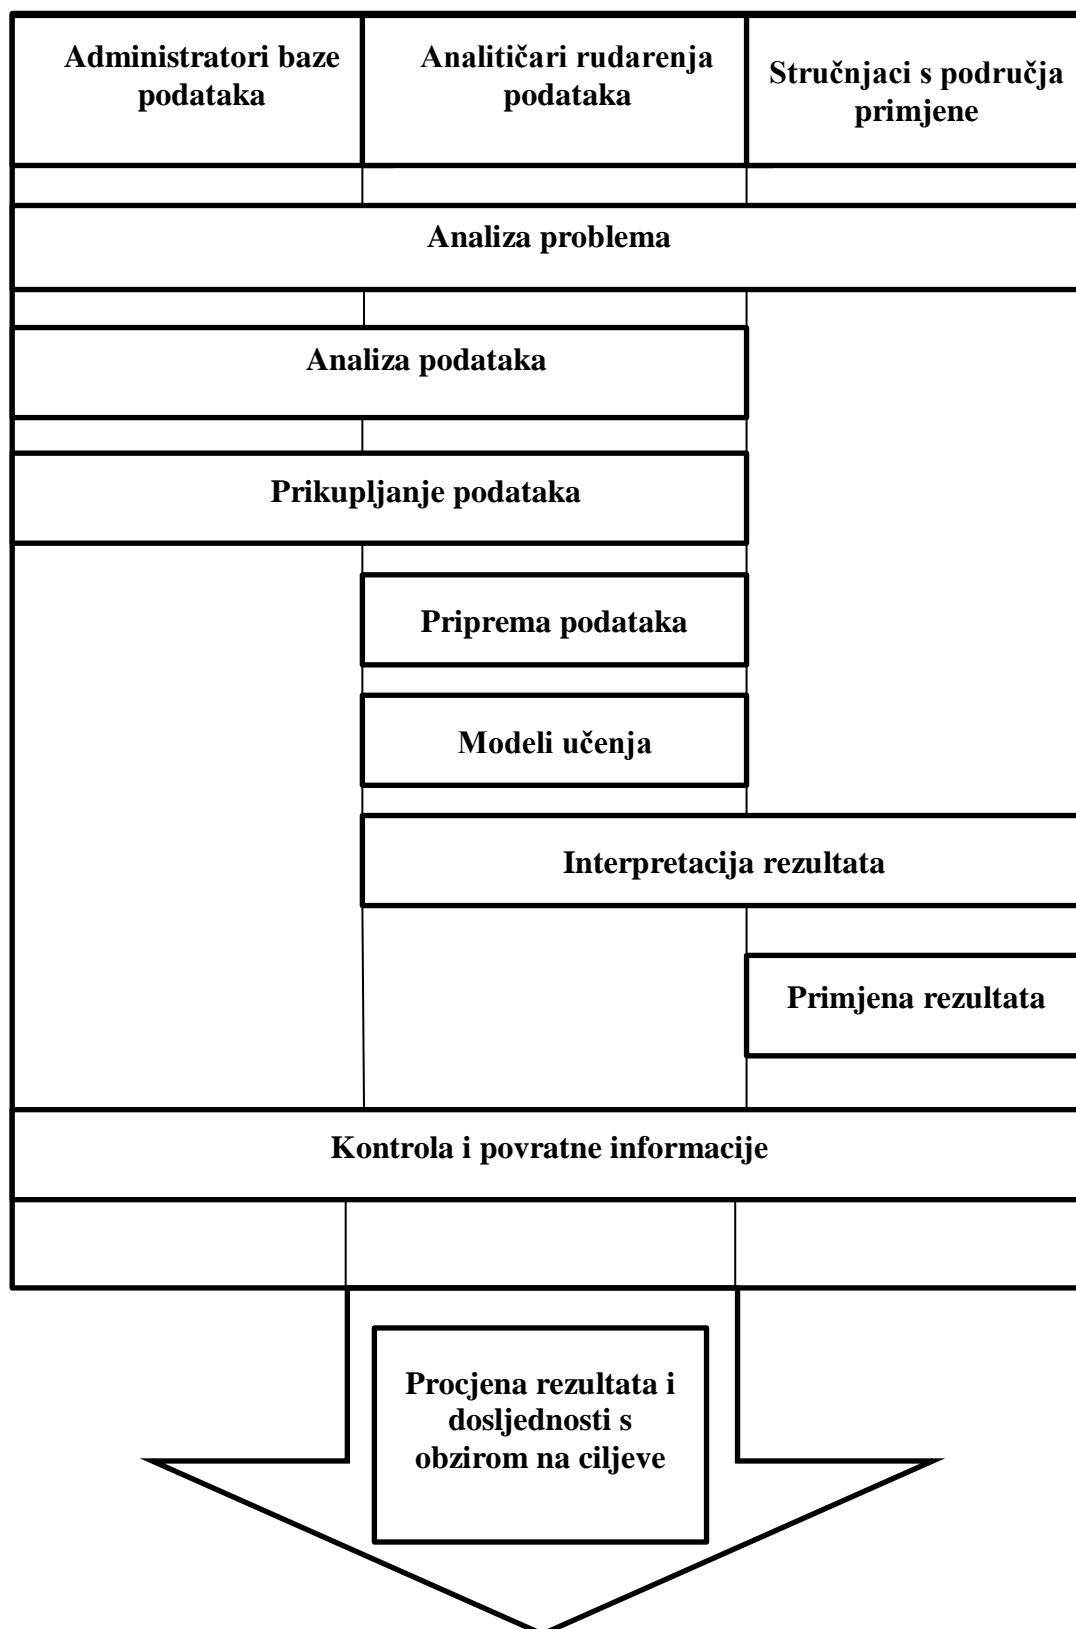 Administratori baze
podataka
Analitičari rudarenja
podataka
Stručnjaci s područja
primjene
Analiza problema
Analiza podataka
Prikupljanje podataka
Priprema podataka
Modeli učenja
Interpretacija rezultata
Primjena rezultata
Kontrola i povratne informacije
Procjena rezultata i
dosljednosti s
obzirom na ciljeve